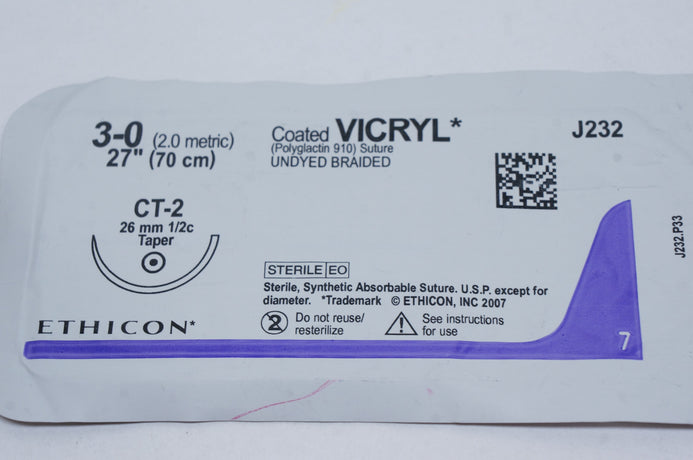 3-0 (2.0 metric)
27" (70 cm)
Coated VICRYL*
(Polyglactin 910) Suture
UNDYED BRAIDED
J232
CT-2
26 mm 1/2c
Taper
J232.P33
STERILE EO
Sterile, Synthetic Absorbable Suture. U.S.P. except for
diameter. *Trademark © ETHICON, INC 2007
ETHICON*
2 Do not reuse/
resterilize
See instructions
for use
7